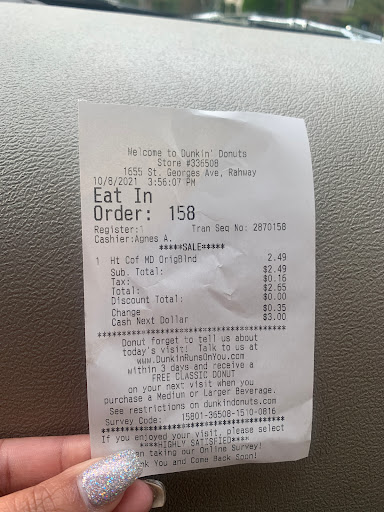 Welcome to Dunkin' Donuts
Store #336508
1655 St. Georges Ave, Rahway
10/8/2021 3:56:07 PM
Eat In
Order: 158
Register:1 Tran Seq No: 2870158
Cashier:Agnes A.
*****SALE*****
1 Ht Cof MD OrigBlnd 2.49
Sub. Total: $2.49
Tax: $0.16
Total: $2.65
Discount Total: $0.00
Change $0.35
Cash Next Dollar $3.00
****************************************
Donut forget to tell us about
today's visit! Talk to us at
www.DunkinRunsOnYou.com
within 3 days and receive a
FREE CLASSIC DONUT
on your next visit when you
purchase a Medium or Larger Beverage.
See restrictions on dunkindonuts.com
Survey Code: 15801-36508-1510-0816
****************************************
If you enjoyed your visit, please select
****HIGHLY SATISFIED****
taking our Online Survey!
You and Come Back Soon!